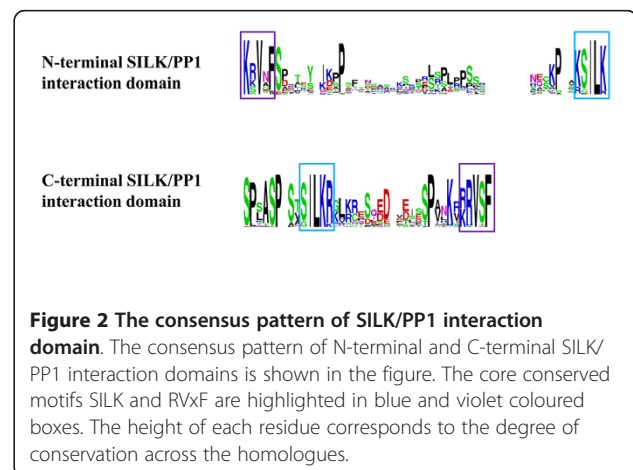 N-terminal SILK/PP1
interaction domain
C-terminal SILK/PP1
interaction domain
SILKR
RRVSF
Figure 2 The consensus pattern of SILK/PP1 interaction
domain. The consensus pattern of N-terminal and C-terminal SILK/
PP1 interaction domains is shown in the figure. The core conserved
motifs SILK and RVxF are highlighted in blue and violet coloured
boxes. The height of each residue corresponds to the degree of
conservation across the homologues.